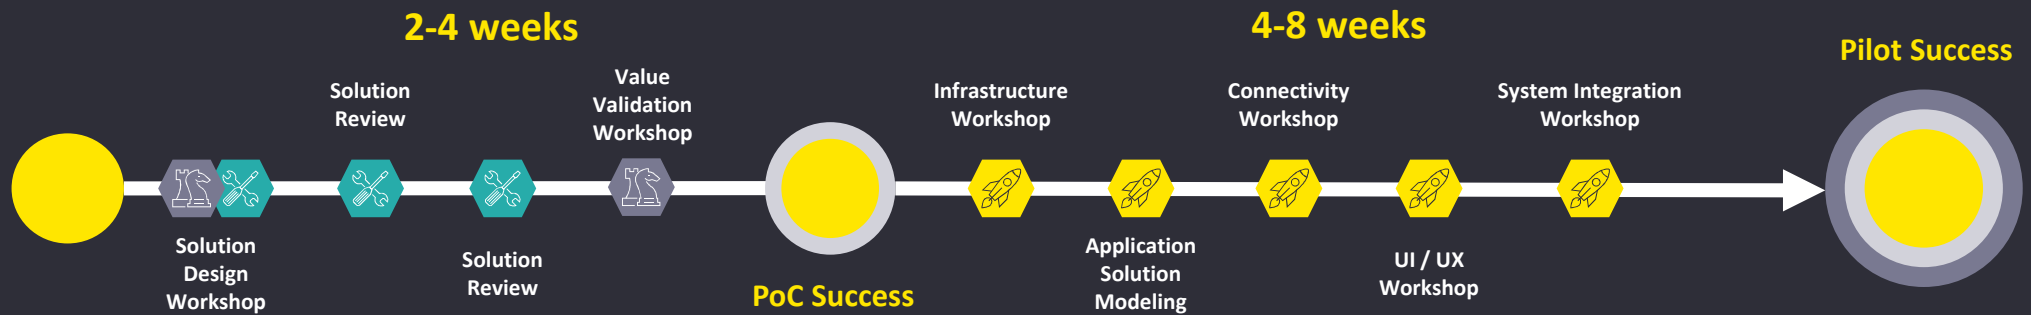 2-4 weeks
4-8 weeks
Pilot Success
Solution
Review
Value
Validation
Workshop
Infrastructure
Workshop
Connectivity
Workshop
System Integration
Workshop
Solution
Design
Workshop
Solution
Review
PoC Success
Application
Solution
Modeling
UI / UX
Workshop